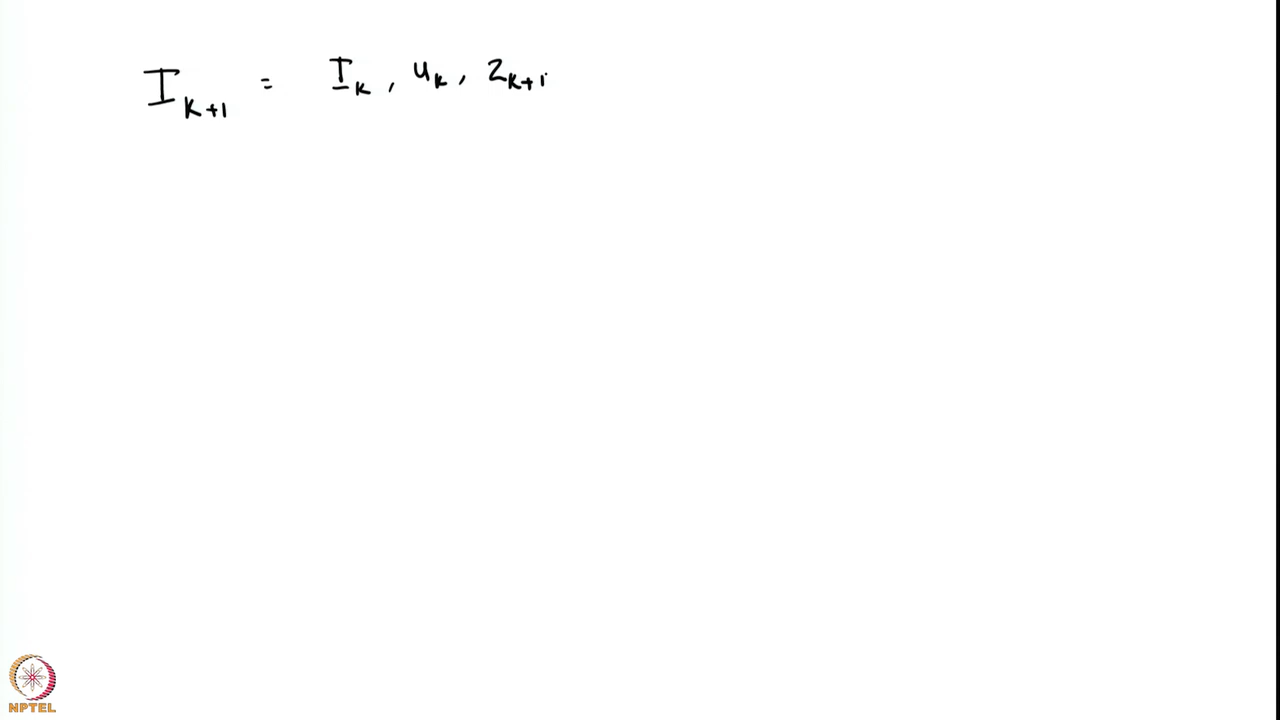 I_{k+1} = I_k, u_k, z_{k+1}
NPTEL